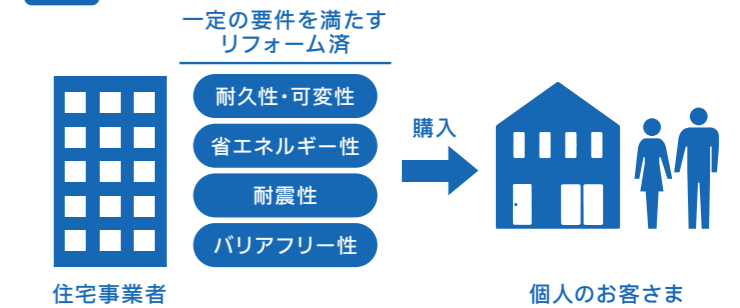 一定の要件を満たす
リフォーム済
耐久性・可変性
省エネルギー性
耐震性
バリアフリー性
購入
住宅事業者
個人のお客さま